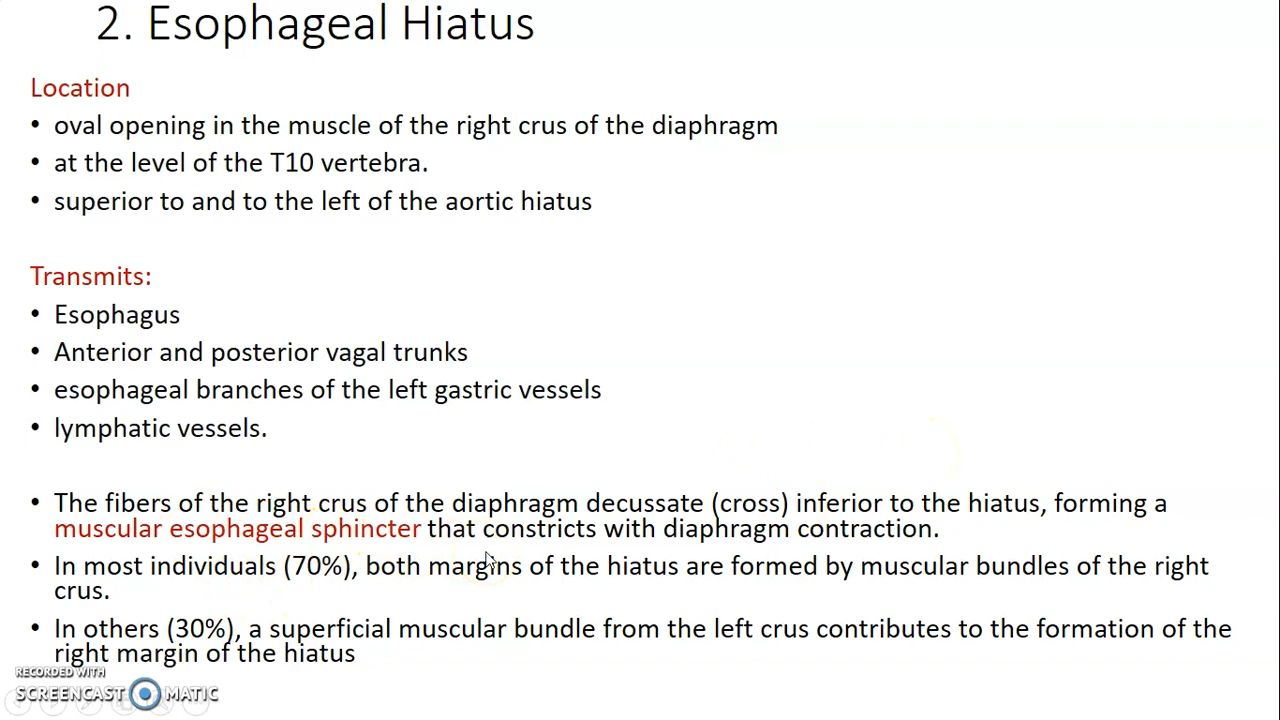 2. Esophageal Hiatus
Location
• oval opening in the muscle of the right crus of the diaphragm
• at the level of the T10 vertebra.
• superior to and to the left of the aortic hiatus
Transmits:
• Esophagus
• Anterior and posterior vagal trunks
• esophageal branches of the left gastric vessels
• lymphatic vessels.
• The fibers of the right crus of the diaphragm decussate (cross) inferior to the hiatus, forming a
muscular esophageal sphincter that constricts with diaphragm contraction.
• In most individuals (70%), both margins of the hiatus are formed by muscular bundles of the right
crus.
• In others (30%), a superficial muscular bundle from the left crus contributes to the formation of the
right margin of the hiatus
RECORDED WITH
SCREENCAST MATIC